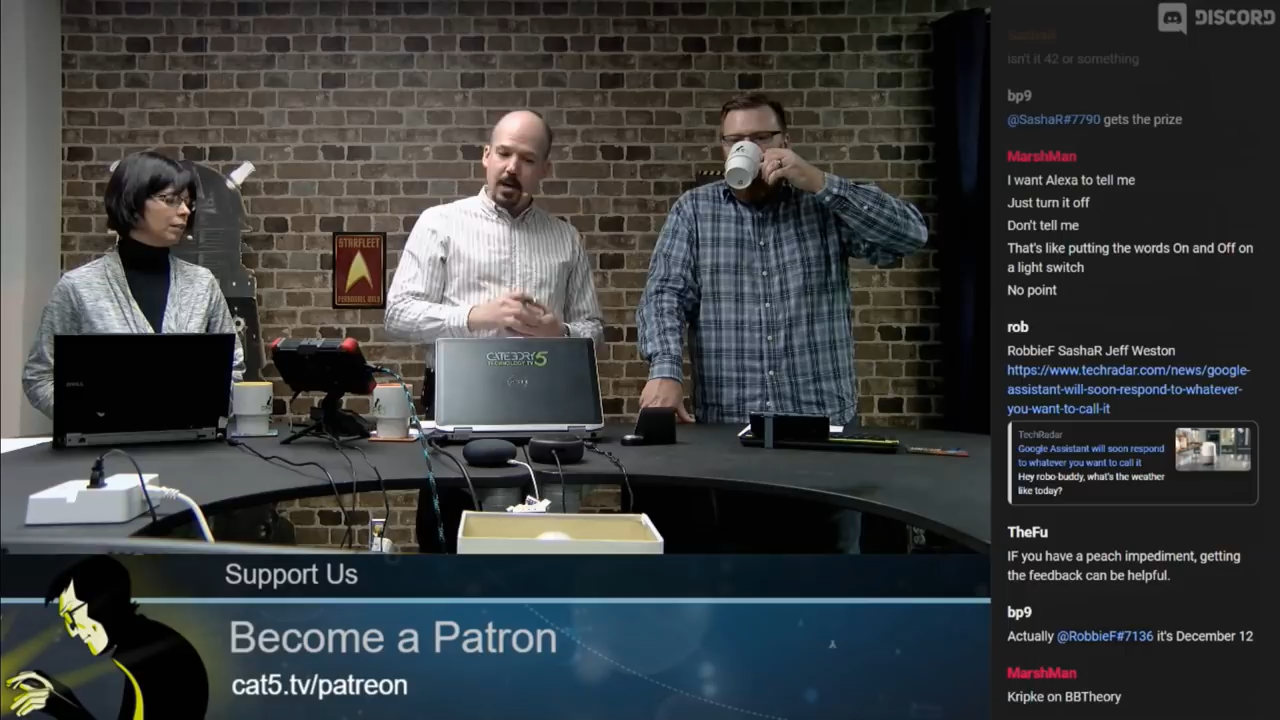 DISCORD
isn't it 42 or something
bp9
@SashaR#7790 gets the prize
MarshMan
I want Alexa to tell me
Just turn it off
Don't tell me
That's like putting the words On and Off on
a light switch
No point
rob
RobbieF SashaR Jeff Weston
https://www.techradar.com/news/google-
assistant-will-soon-respond-to-whatever-
you-want-to-call-it
TechRadar
Google Assistant will soon respond
to whatever you want to call it
Hey robo-buddy, what's the weather
like today?
TheFu
IF you have a peach impediment, getting
the feedback can be helpful.
bp9
Actually @RobbieF#7136 it's December 12
MarshMan
Kripke on BBTheory
STARFLEET
PERSONNEL ONLY
CATEGORY5
TECHNOLOGY TV
DELL
Support Us
Become a Patron
cat5.tv/patreon